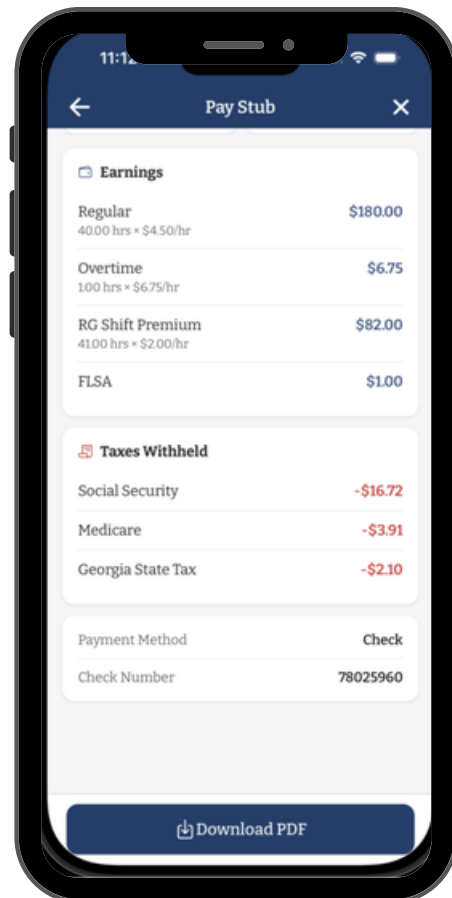 11:12
Pay Stub
Earnings
Regular
$180.00
40.00 hrs × $4.50/hr
Overtime
$6.75
1.00 hrs × $6.75/hr
RG Shift Premium
$82.00
41.00 hrs × $2.00/hr
FLSA
$1.00
Taxes Withheld
Social Security
-$16.72
Medicare
-$3.91
Georgia State Tax
-$2.10
Payment Method
Check
Check Number
78025960
Download PDF